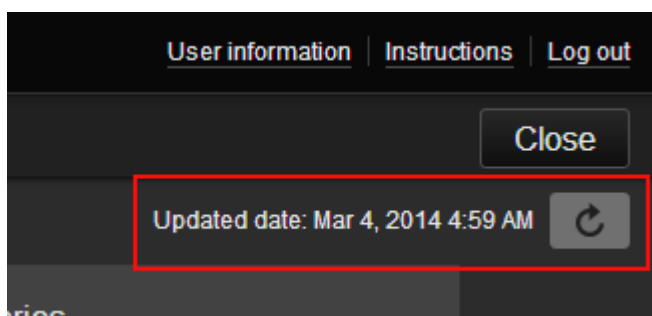 User information Instructions Log out
Close
Updated date: Mar 4, 2014 4:59 AM